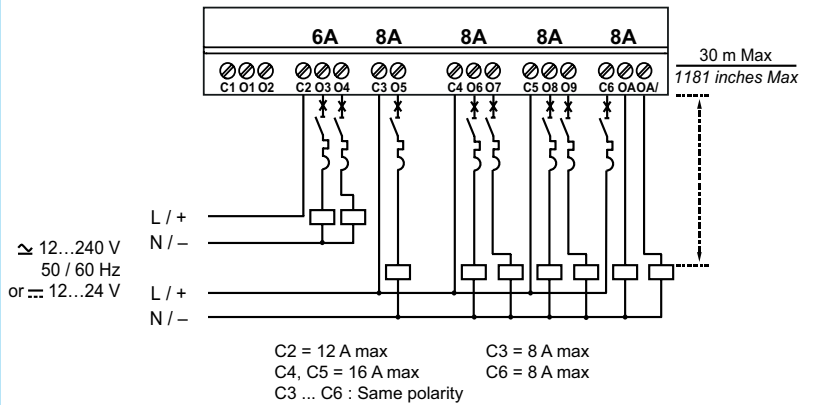 6A 8A 8A 8A 8A
C1 O1 O2 C2 O3 O4 C3 O5 C4 O6 O7 C5 O8 O9 C6 OA OA/
30 m Max
1181 inches Max
L / +
N / –
≃ 12...240 V
50 / 60 Hz
or ⎓ 12...24 V
L / +
N / –
C2 = 12 A max C3 = 8 A max
C4, C5 = 16 A max C6 = 8 A max
C3 ... C6 : Same polarity